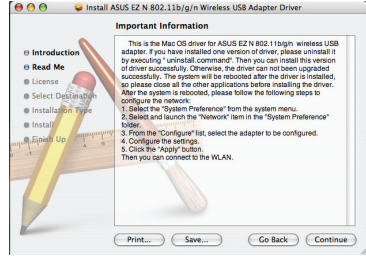 Install ASUS EZ N 802.11b/g/n Wireless USB Adapter Driver
Important Information
Introduction
Read Me
License
Select Destination
Installation Type
Install
Finish Up
This is the Mac OS driver for ASUS EZ N 802.11b/g/n wireless USB
adapter. If you have installed one version of driver, please uninstall it
by executing " uninstall.command". Then you can install this version
of driver successfully. Otherwise, the driver can not been upgraded
successfully. The system will be rebooted after the driver is installed,
so please close all the other applications before installing the driver.
After the system is rebooted, please follow the following steps to
configure the network:
1. Select the "System Preference" from the system menu.
2. Select and launch the "Network" item in the "System Preference"
folder.
3. From the "Configure" list, select the adapter to be configured.
4. Configure the settings.
5. Click the "Apply" button.
Then you can connect to the WLAN.
Print... Save... Go Back Continue